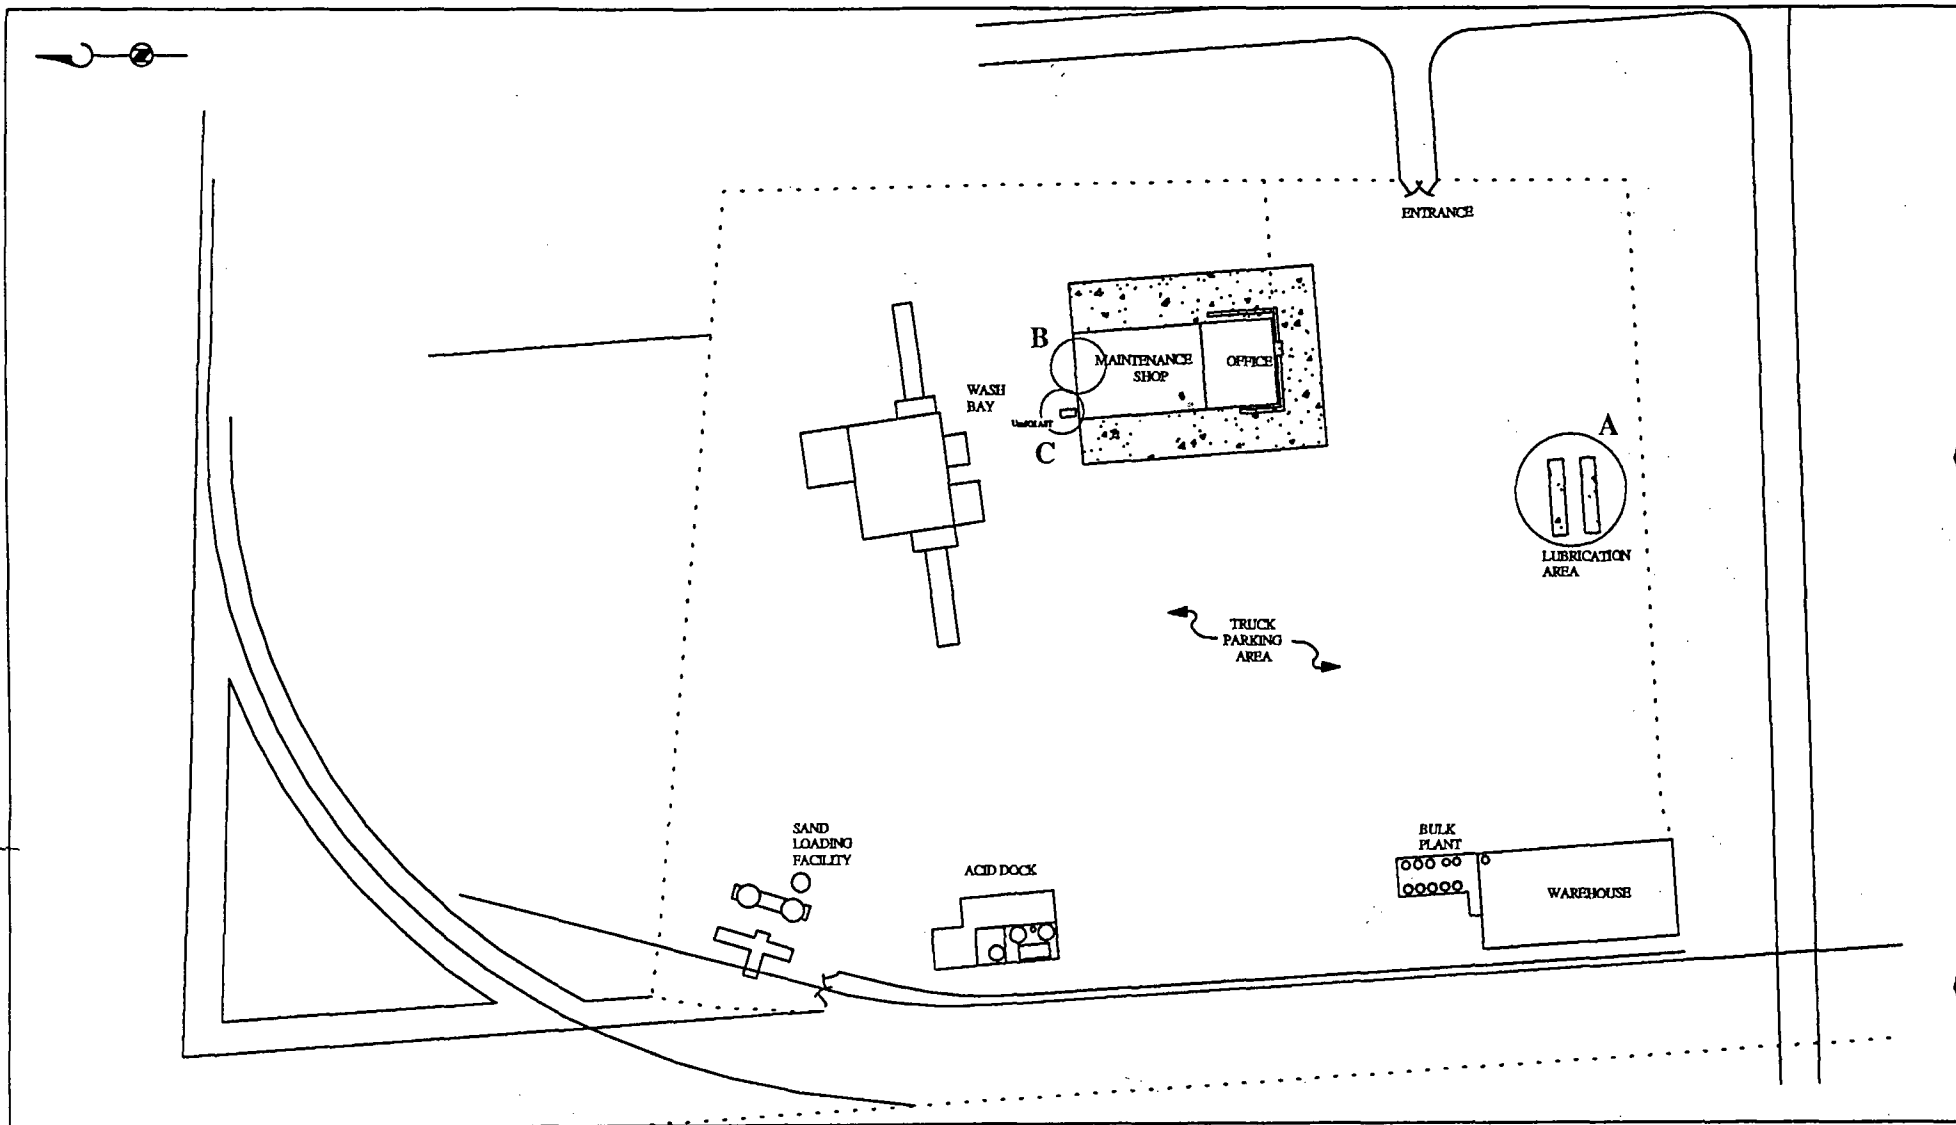 ENTRANCE
B
MAINTENANCE
SHOP
OFFICE
WASH
BAY
C
A
LUBRICATION
AREA
TRUCK
PARKING
AREA
SAND
LOADING
FACILITY
ACID DOCK
BULK
PLANT
WAREHOUSE